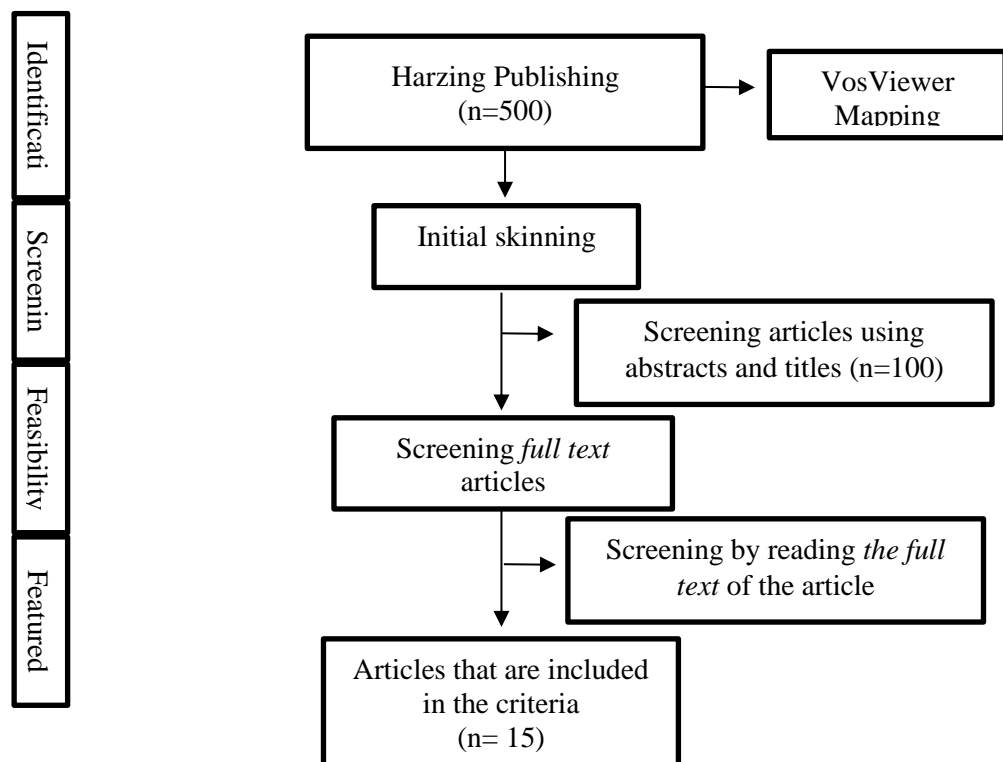 Identificati
Harzing Publishing
(n=500)
VosViewer
Mapping
Screenin
Initial skinning
Screening articles using
abstracts and titles (n=100)
Feasibility
Screening full text
articles
Screening by reading the full
text of the article
Featured
Articles that are included
in the criteria
(n= 15)